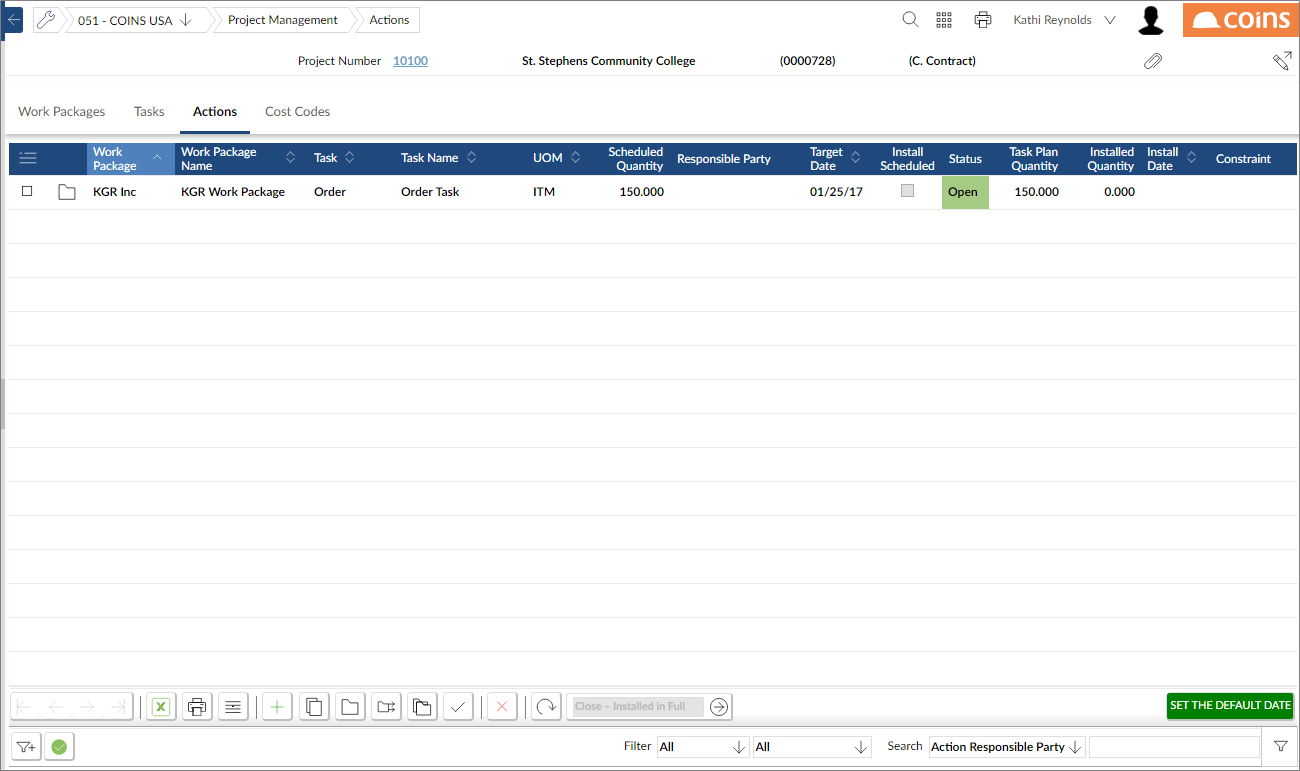 051 - COINS USA Project Management Actions Kathi Reynolds coins
Project Number 10100 St. Stephens Community College (0000728) (C. Contract)
Work Packages Tasks Actions Cost Codes
Work Package Work Package Name Task Task Name UOM Scheduled Quantity Responsible Party Target Date Install Scheduled Status Task Plan Quantity Installed Quantity Install Date Constraint
KGR Inc KGR Work Package Order Order Task ITM 150.000 01/25/17 Open 150.000 0.000
X Close – Installed in Full SET THE DEFAULT DATE
Filter All All Search Action Responsible Party